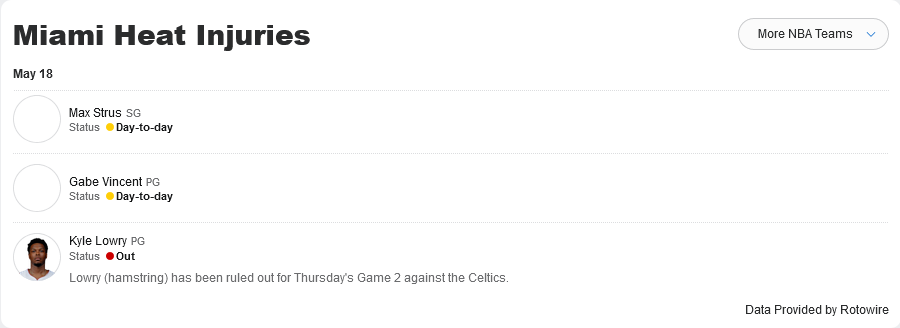 Miami Heat Injuries
More NBA Teams
May 18
Max Strus SG
Status Day-to-day
Gabe Vincent PG
Status Day-to-day
Kyle Lowry PG
Status Out
Lowry (hamstring) has been ruled out for Thursday's Game 2 against the Celtics.
Data Provided by Rotowire